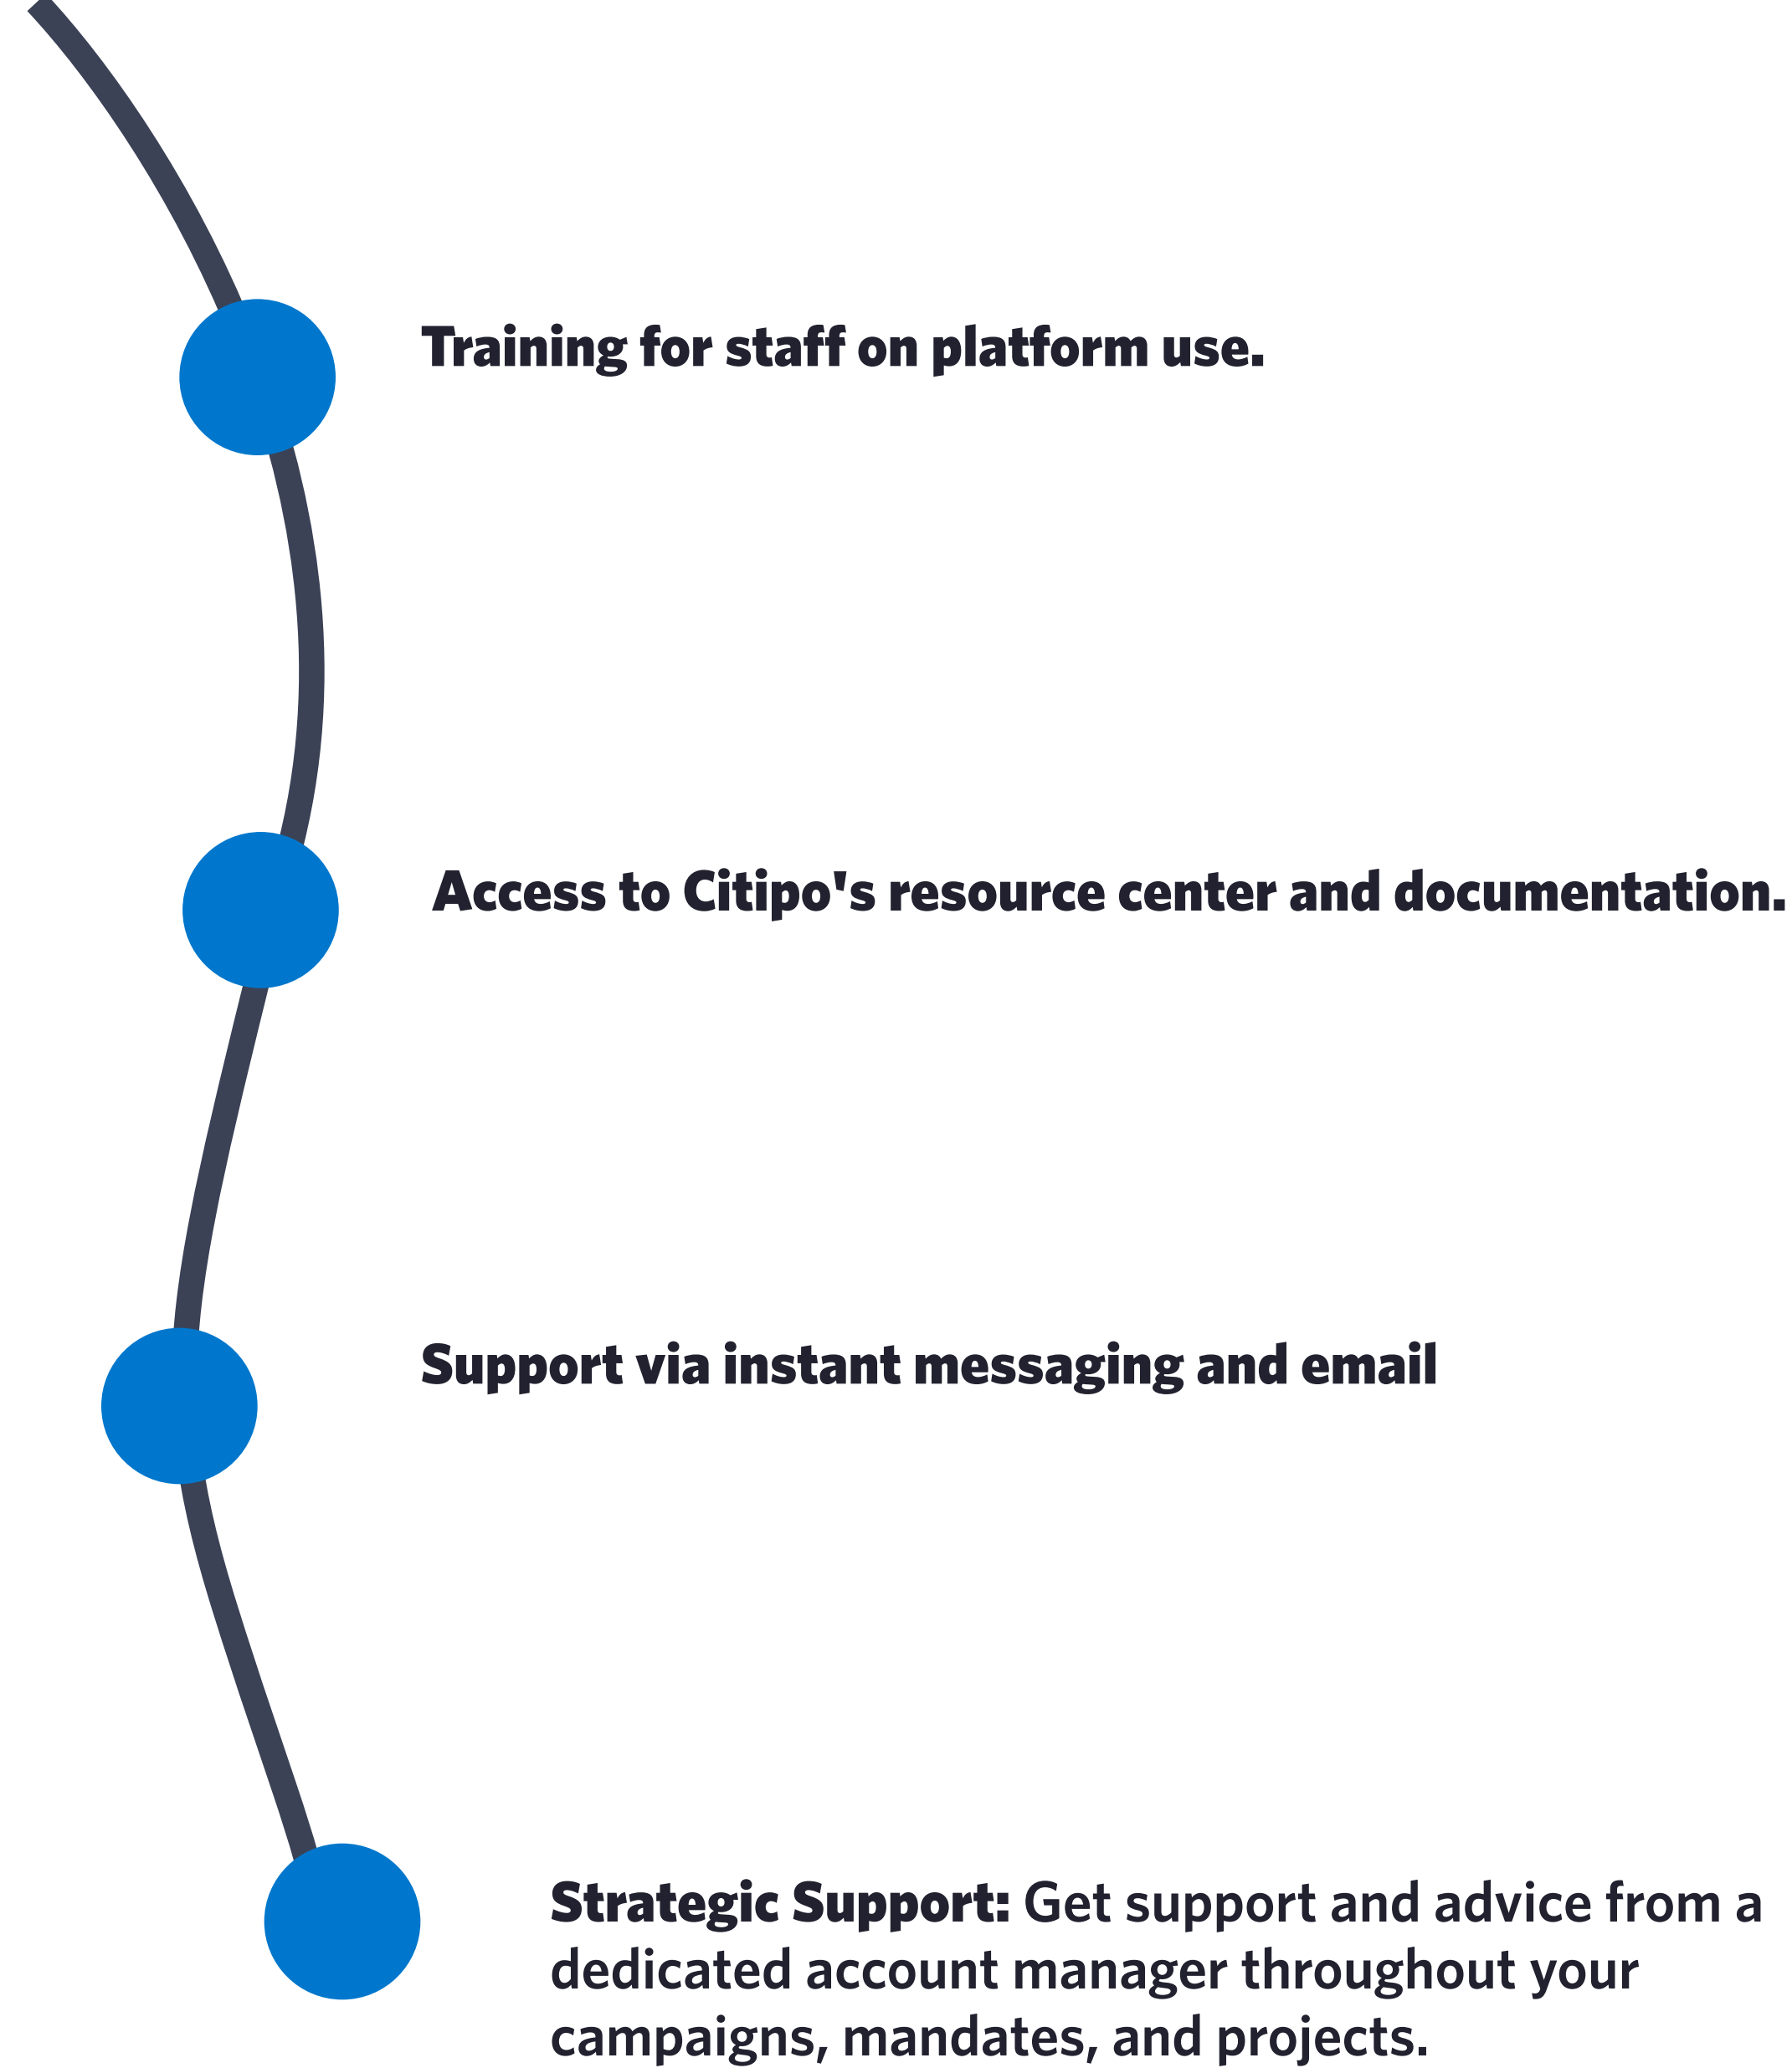 Training for staff on platform use.
Access to Citipo's resource center and documentation.
Support via instant messaging and email
Strategic Support: Get support and advice from a
dedicated account manager throughout your
campaigns, mandates, and projects.